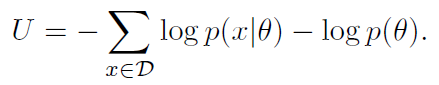 U = − ∑_{x∈𝒟} log p(x|θ) − log p(θ).